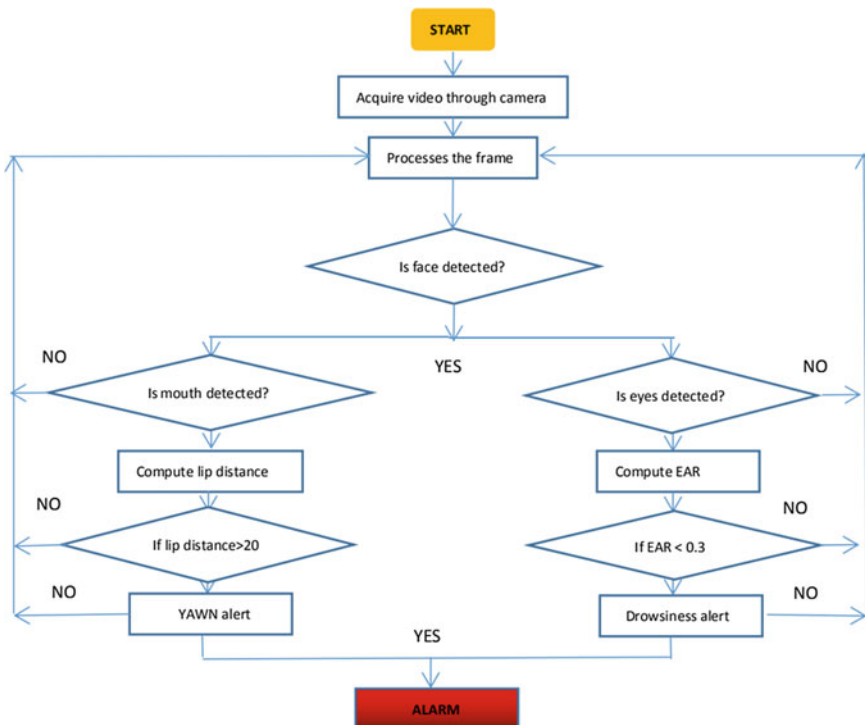 START
Acquire video through camera
Processes the frame
Is face detected?
NO
YES
NO
Is mouth detected?
Is eyes detected?
Compute lip distance
Compute EAR
NO
NO
If lip distance>20
If EAR < 0.3
NO
NO
YAWN alert
Drowsiness alert
YES
ALARM